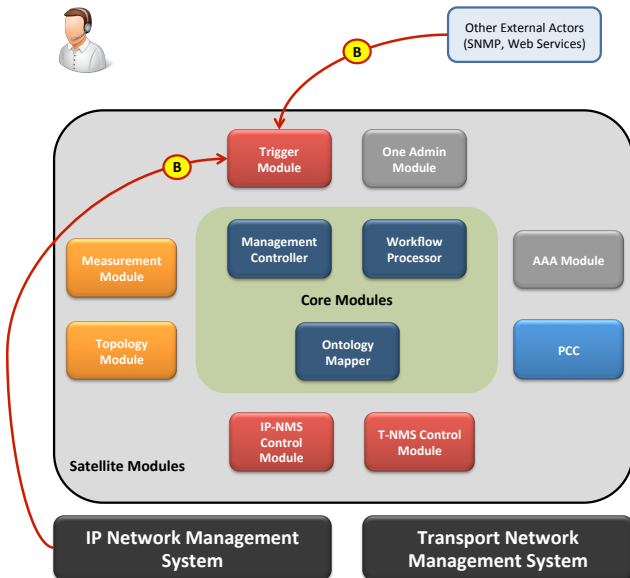 Other External Actors
(SNMP, Web Services)
B
B
Trigger
Module
One Admin
Module
Management
Controller
Workflow
Processor
Measurement
Module
AAA Module
Core Modules
Topology
Module
Ontology
Mapper
PCC
IP-NMS
Control
Module
T-NMS Control
Module
Satellite Modules
IP Network Management
System
Transport Network
Management System